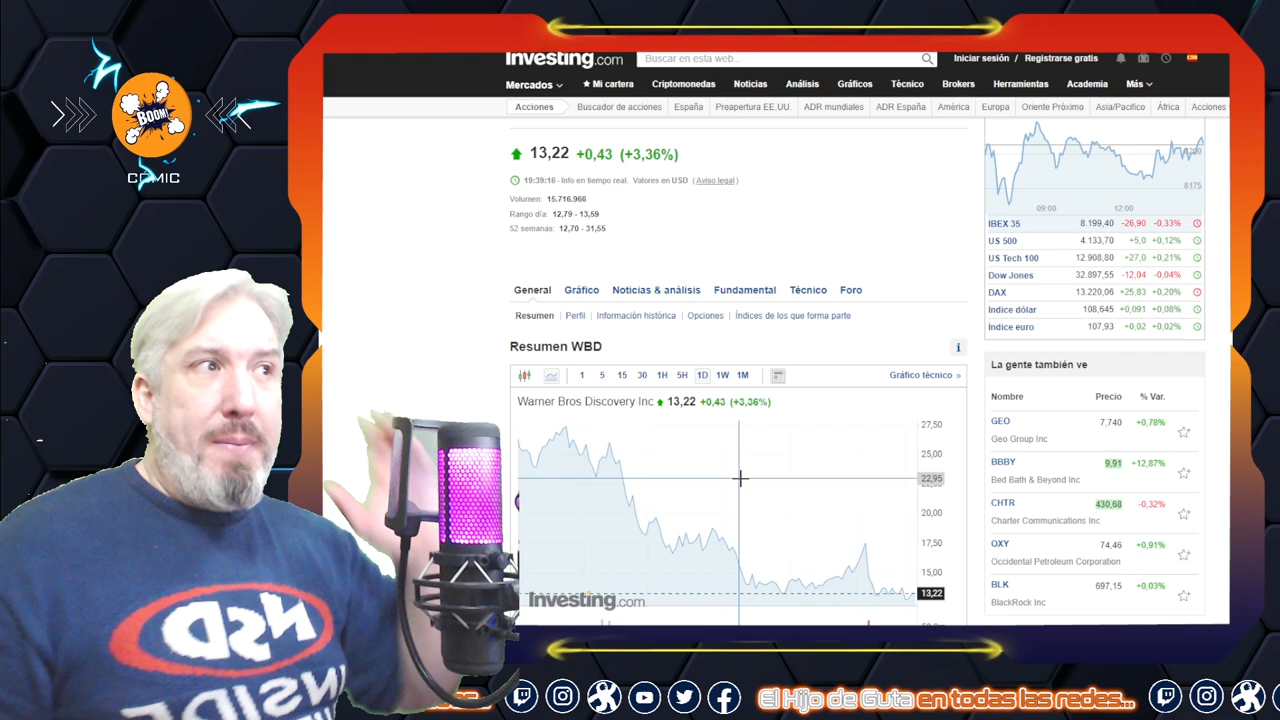 BOOM!
COMIC
Investing.com
Buscar en esta web...
Iniciar sesión / Registrarse gratis
Mercados Mi cartera Criptomonedas Noticias Análisis Gráficos Técnico Brokers Herramientas Academia Más
Acciones Buscador de acciones España Preapertura EE.UU. ADR mundiales ADR España América Europa Oriente Próximo Asia/Pacífico África Acciones
13,22 +0,43 (+3,36%)
19:39:16 - Info en tiempo real. Valores en USD ( Aviso legal )
Volumen: 15.716.966
Rango día: 12,79 - 13,59
52 semanas: 12,70 - 31,55
General Gráfico Noticias & análisis Fundamental Técnico Foro
Resumen Perfil Información histórica Opciones Índices de los que forma parte
Resumen WBD
1 5 15 30 1H 5H 1D 1W 1M
Gráfico técnico »
Warner Bros Discovery Inc 13,22 +0,43 (+3,36%)
27,50
25,00
22,95
20,00
17,50
15,00
13,22
Investing.com
8200
8175
09:00 12:00
IBEX 35 8.199,40 -26,90 -0,33%
US 500 4.133,70 +5,0 +0,12%
US Tech 100 12.908,80 +27,0 +0,21%
Dow Jones 32.897,55 -12,04 -0,04%
DAX 13.220,06 +25,83 +0,20%
Índice dólar 108,645 +0,091 +0,08%
Índice euro 107,93 +0,02 +0,02%
La gente también ve
Nombre Precio % Var.
GEO 7,740 +0,78%
Geo Group Inc
BBBY 9,91 +12,87%
Bed Bath & Beyond Inc
CHTR 430,68 -0,32%
Charter Communications Inc
OXY 74,46 +0,91%
Occidental Petroleum Corporation
BLK 697,15 +0,03%
BlackRock Inc
HSD
INSIDE
El Hijo de Guta en todas las redes...